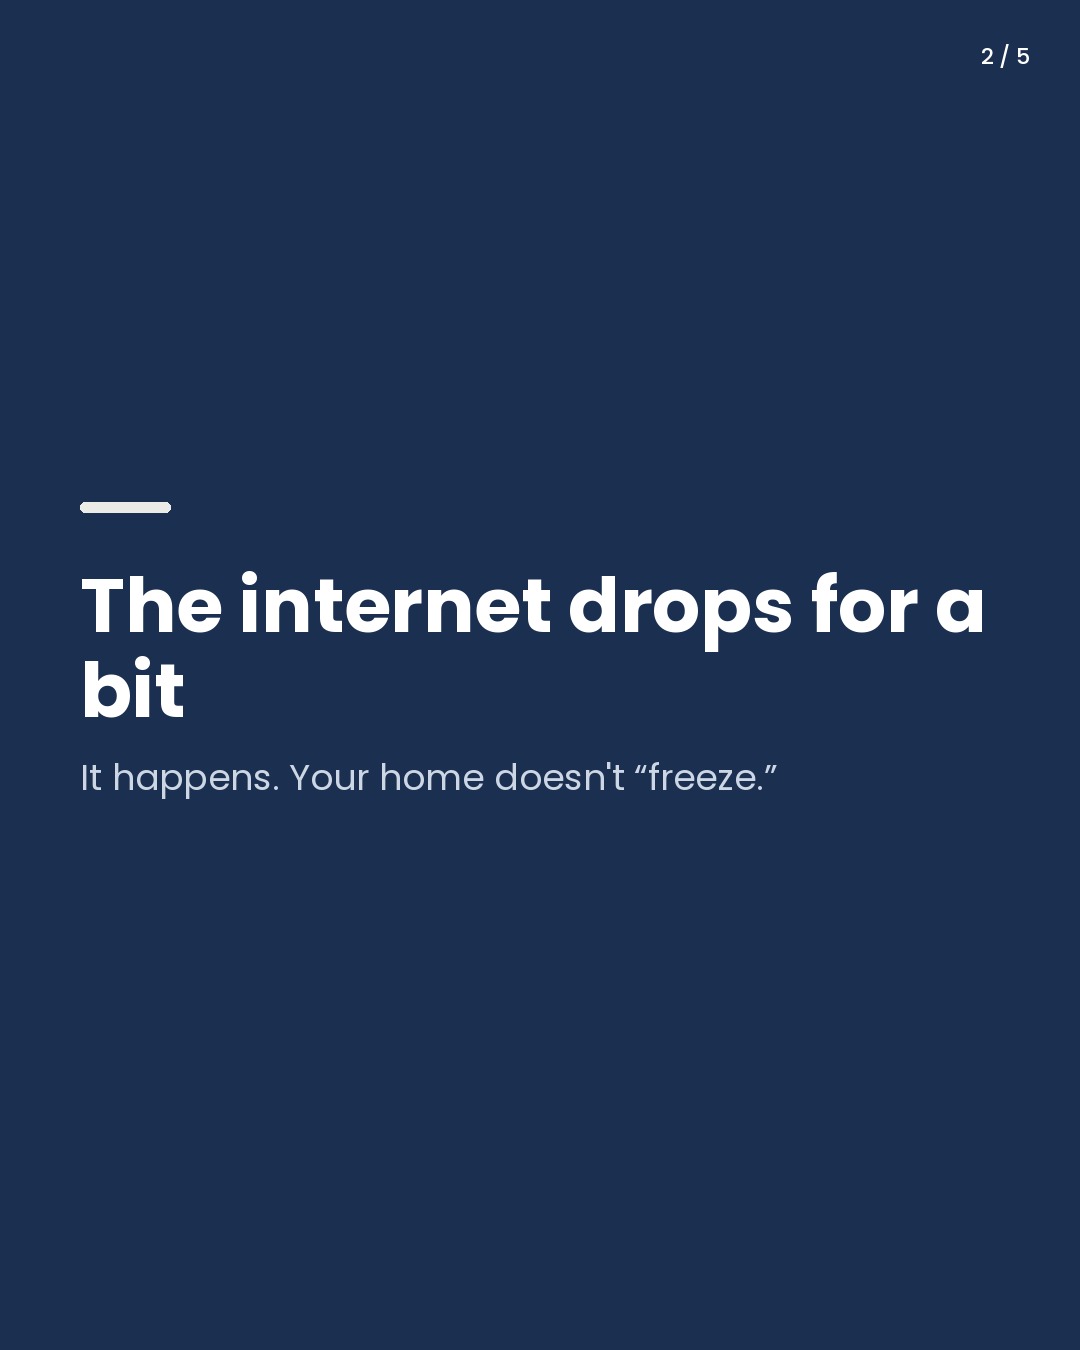 2 / 5
The internet drops for a
bit
It happens. Your home doesn't “freeze.”